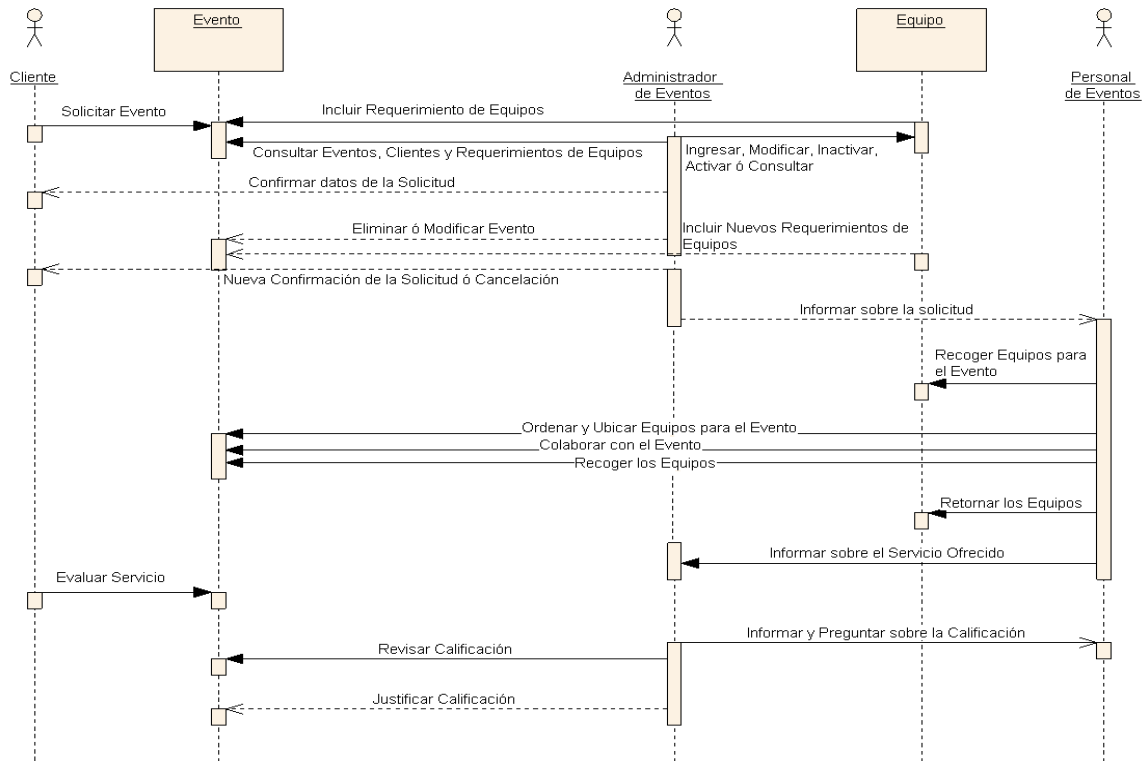 Evento
Equipo
Cliente
Administrador
de Eventos
Personal
de Eventos
Solicitar Evento
Incluir Requerimiento de Equipos
Consultar Eventos, Clientes y Requerimientos de Equipos
Ingresar, Modificar, Inactivar,
Activar ó Consultar
Confirmar datos de la Solicitud
Eliminar ó Modificar Evento
Incluir Nuevos Requerimientos de
Equipos
Nueva Confirmación de la Solicitud ó Cancelación
Informar sobre la solicitud
Recoger Equipos para
el Evento
Ordenar y Ubicar Equipos para el Evento
Colaborar con el Evento
Recoger los Equipos
Retornar los Equipos
Informar sobre el Servicio Ofrecido
Evaluar Servicio
Informar y Preguntar sobre la Calificación
Revisar Calificación
Justificar Calificación